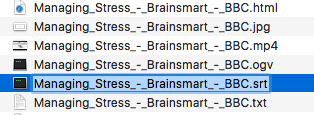 Managing_Stress_-_Brainsmart_-_BBC.html
Managing_Stress_-_Brainsmart_-_BBC.jpg
Managing_Stress_-_Brainsmart_-_BBC.mp4
Managing_Stress_-_Brainsmart_-_BBC.ogv
Managing_Stress_-_Brainsmart_-_BBC.srt
Managing_Stress_-_Brainsmart_-_BBC.txt